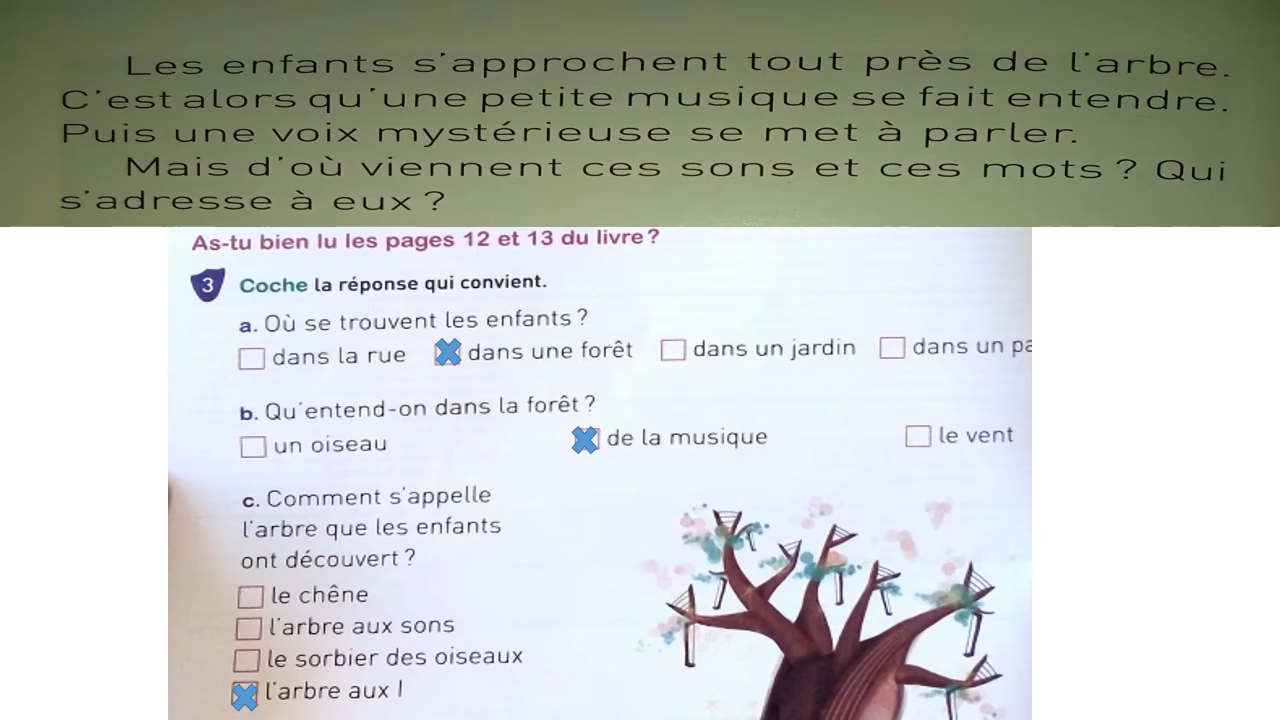 Les enfants s'approchent tout près de l'arbre.
C'est alors qu'une petite musique se fait entendre.
Puis une voix mystérieuse se met à parler.
Mais d'où viennent ces sons et ces mots ? Qui
s'adresse à eux ?
As-tu bien lu les pages 12 et 13 du livre ?
3 Coche la réponse qui convient.
a. Où se trouvent les enfants ?
dans la rue dans une forêt dans un jardin dans un
b. Qu'entend-on dans la forêt ?
un oiseau de la musique le vent
c. Comment s'appelle
l'arbre que les enfants
ont découvert ?
le chêne
l'arbre aux sons
le sorbier des oiseaux
l'arbre aux l